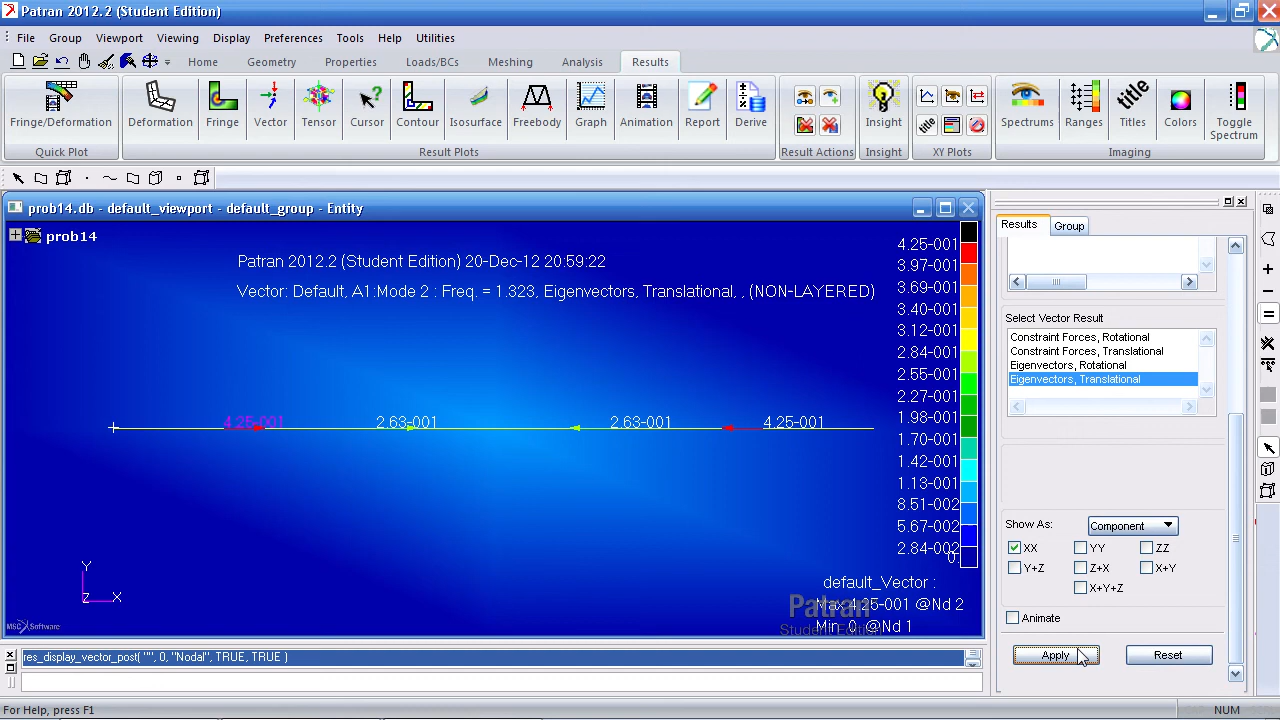 Patran 2012.2 (Student Edition)
File Group Viewport Viewing Display Preferences Tools Help Utilities
Home Geometry Properties Loads/BCs Meshing Analysis Results
Fringe/Deformation Deformation Fringe Vector Tensor Cursor Contour Isosurface Freebody Graph Animation Report Derive Insight Spectrums Ranges Titles Colors Toggle Spectrum
Quick Plot Result Plots Result Actions Insight XY Plots Imaging
prob14.db - default_viewport - default_group - Entity
prob14
Patran 2012.2 (Student Edition) 20-Dec-12 20:59:22
Vector: Default, A1:Mode 2 : Freq. = 1.323, Eigenvectors, Translational, , (NON-LAYERED)
4.25-001
3.97-001
3.69-001
3.40-001
3.12-001
2.84-001
2.55-001
2.27-001
1.98-001
1.70-001
1.42-001
1.13-001
8.51-002
5.67-002
2.84-002
0.
4.25-001 2.63-001 2.63-001 4.25-001
Y
Z X
MSC Software
default_Vector :
Max 4.25-001 @Nd 2
Min 0. @Nd 1
Patran
Student Edition
Results Group
Select Vector Result
Constraint Forces, Rotational
Constraint Forces, Translational
Eigenvectors, Rotational
Eigenvectors, Translational
Show As: Component
XX YY ZZ
Y+Z Z+X X+Y
X+Y+Z
Animate
Apply Reset
res_display_vector_post( "", 0, "Nodal", TRUE, TRUE )
For Help, press F1
NUM